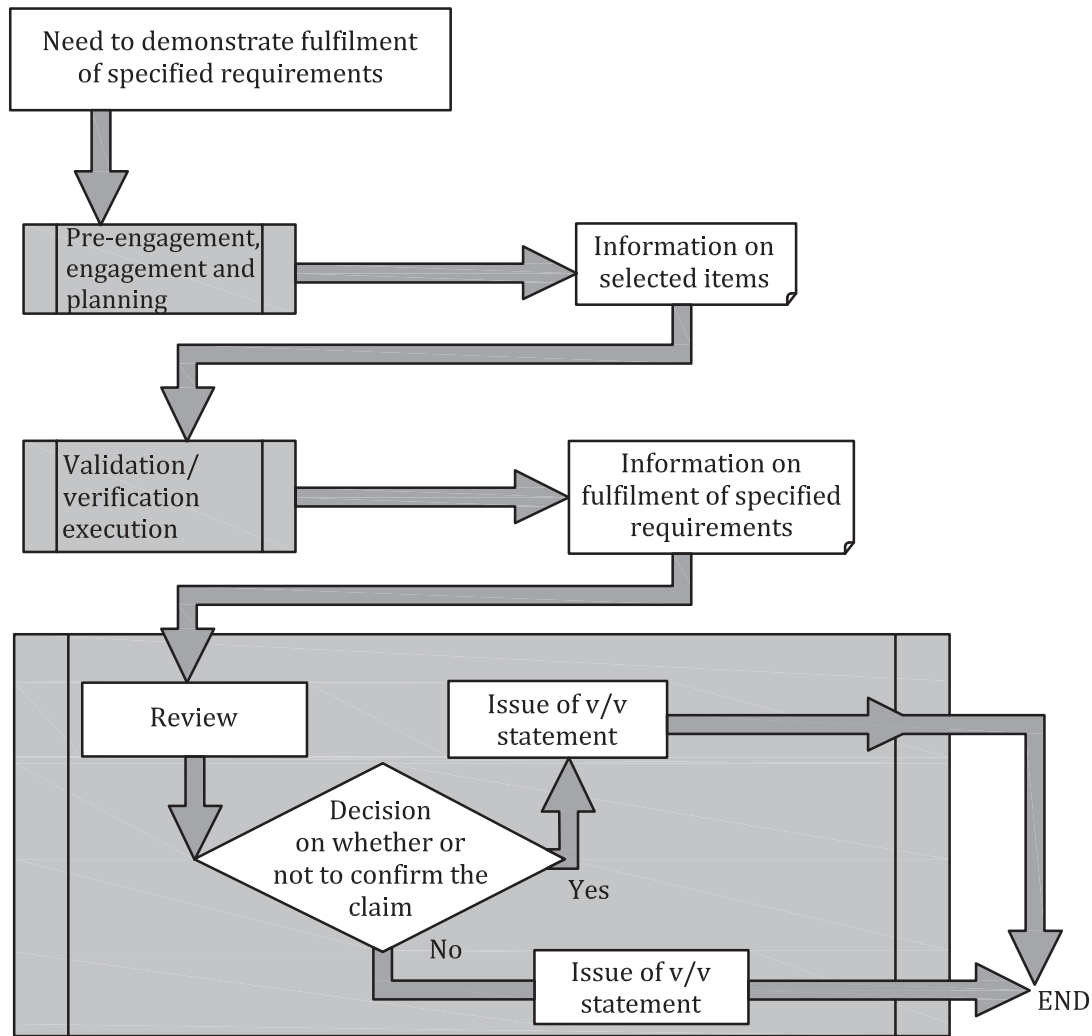 Need to demonstrate fulfilment
of specified requirements
Pre-engagement,
engagement and
planning
Information on
selected items
Validation/
verification
execution
Information on
fulfilment of specified
requirements
Review
Issue of v/v
statement
Decision
on whether or
not to confirm the
claim
Yes
No
Issue of v/v
statement
END